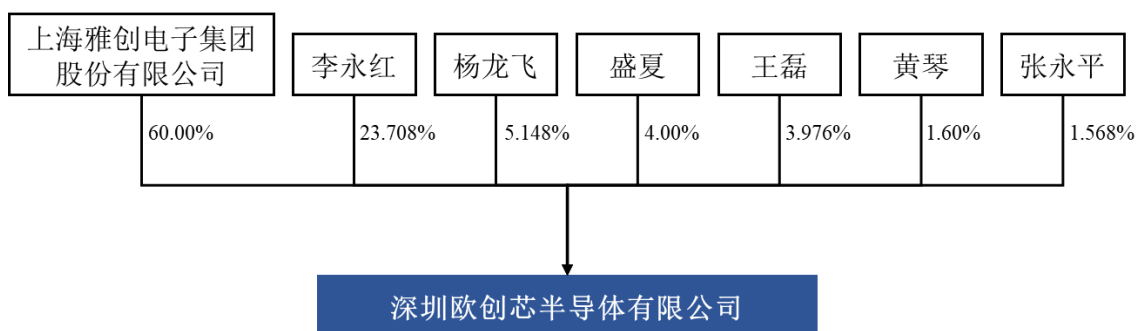 上海雅创电子集团
股份有限公司
李永红
杨龙飞
盛夏
王磊
黄琴
张永平
60.00%
23.708%
5.148%
4.00%
3.976%
1.60%
1.568%
深圳欧创芯半导体有限公司